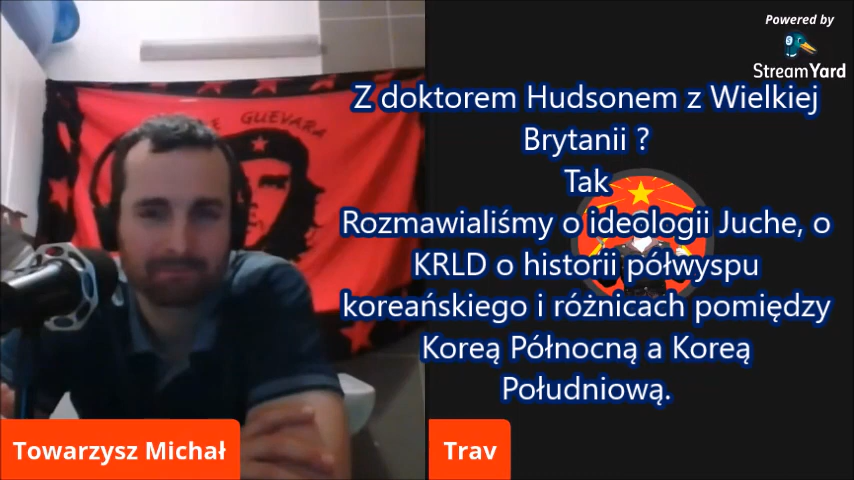 Powered by
StreamYard
CHE GUEVARA
Z doktorem Hudsonem z Wielkiej
Brytanii ?
Tak
Rozmawialiśmy o ideologii Juche, o
KRLD o historii półwyspu
koreańskiego i różnicach pomiędzy
Koreą Północną a Koreą
Południową.
Towarzysz Michał
Trav